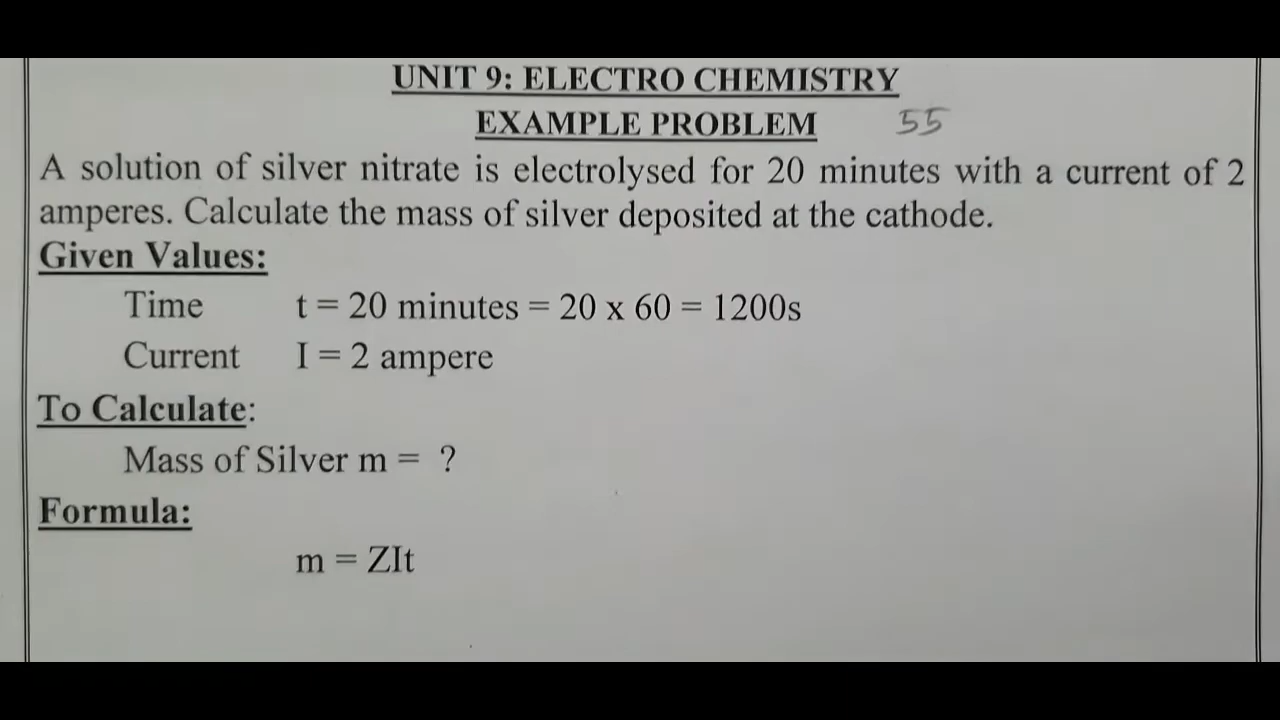 UNIT 9: ELECTRO CHEMISTRY
EXAMPLE PROBLEM 55
A solution of silver nitrate is electrolysed for 20 minutes with a current of 2
amperes. Calculate the mass of silver deposited at the cathode.
Given Values:
Time t = 20 minutes = 20 x 60 = 1200s
Current I = 2 ampere
To Calculate:
Mass of Silver m = ?
Formula:
m = ZIt